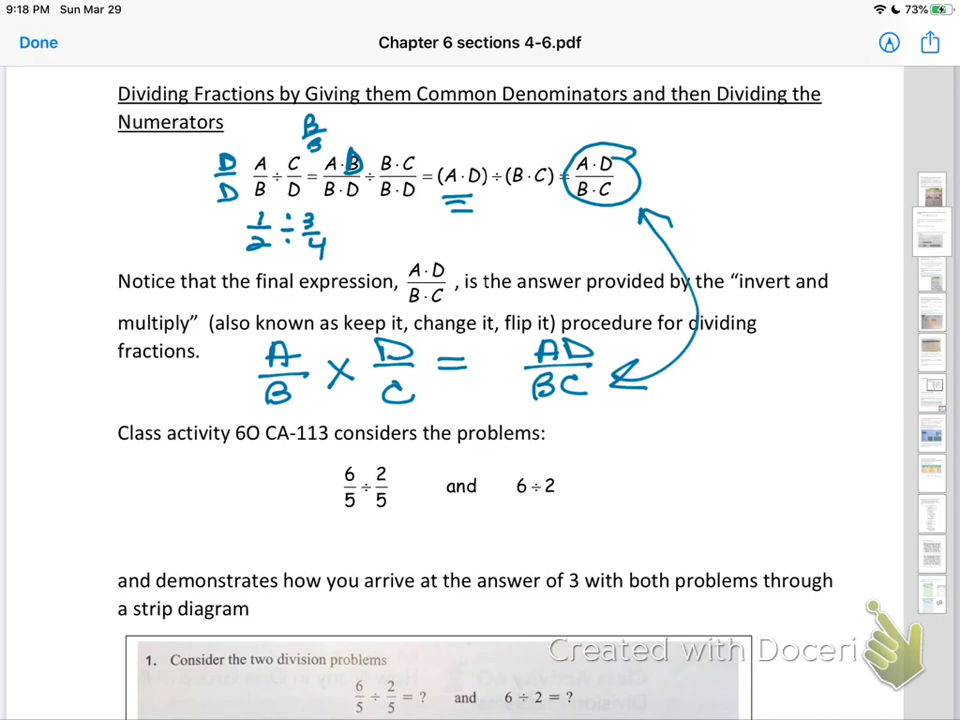 9:18 PM Sun Mar 29 73%
Done Chapter 6 sections 4-6.pdf
Dividing Fractions by Giving them Common Denominators and then Dividing the
Numerators
B/B
D/D A/B ÷ C/D = A·D/B·D ÷ B·C/B·D = (A·D) ÷ (B·C) = A·D/B·C
1/2 ÷ 3/4
Notice that the final expression, A·D/B·C , is the answer provided by the “invert and
multiply” (also known as keep it, change it, flip it) procedure for dividing
fractions.
A/B × D/C = AD/BC
Class activity 6O CA-113 considers the problems:
6/5 ÷ 2/5 and 6 ÷ 2
and demonstrates how you arrive at the answer of 3 with both problems through
a strip diagram
Created with Doceri
1. Consider the two division problems
6/5 ÷ 2/5 = ? and 6 ÷ 2 = ?